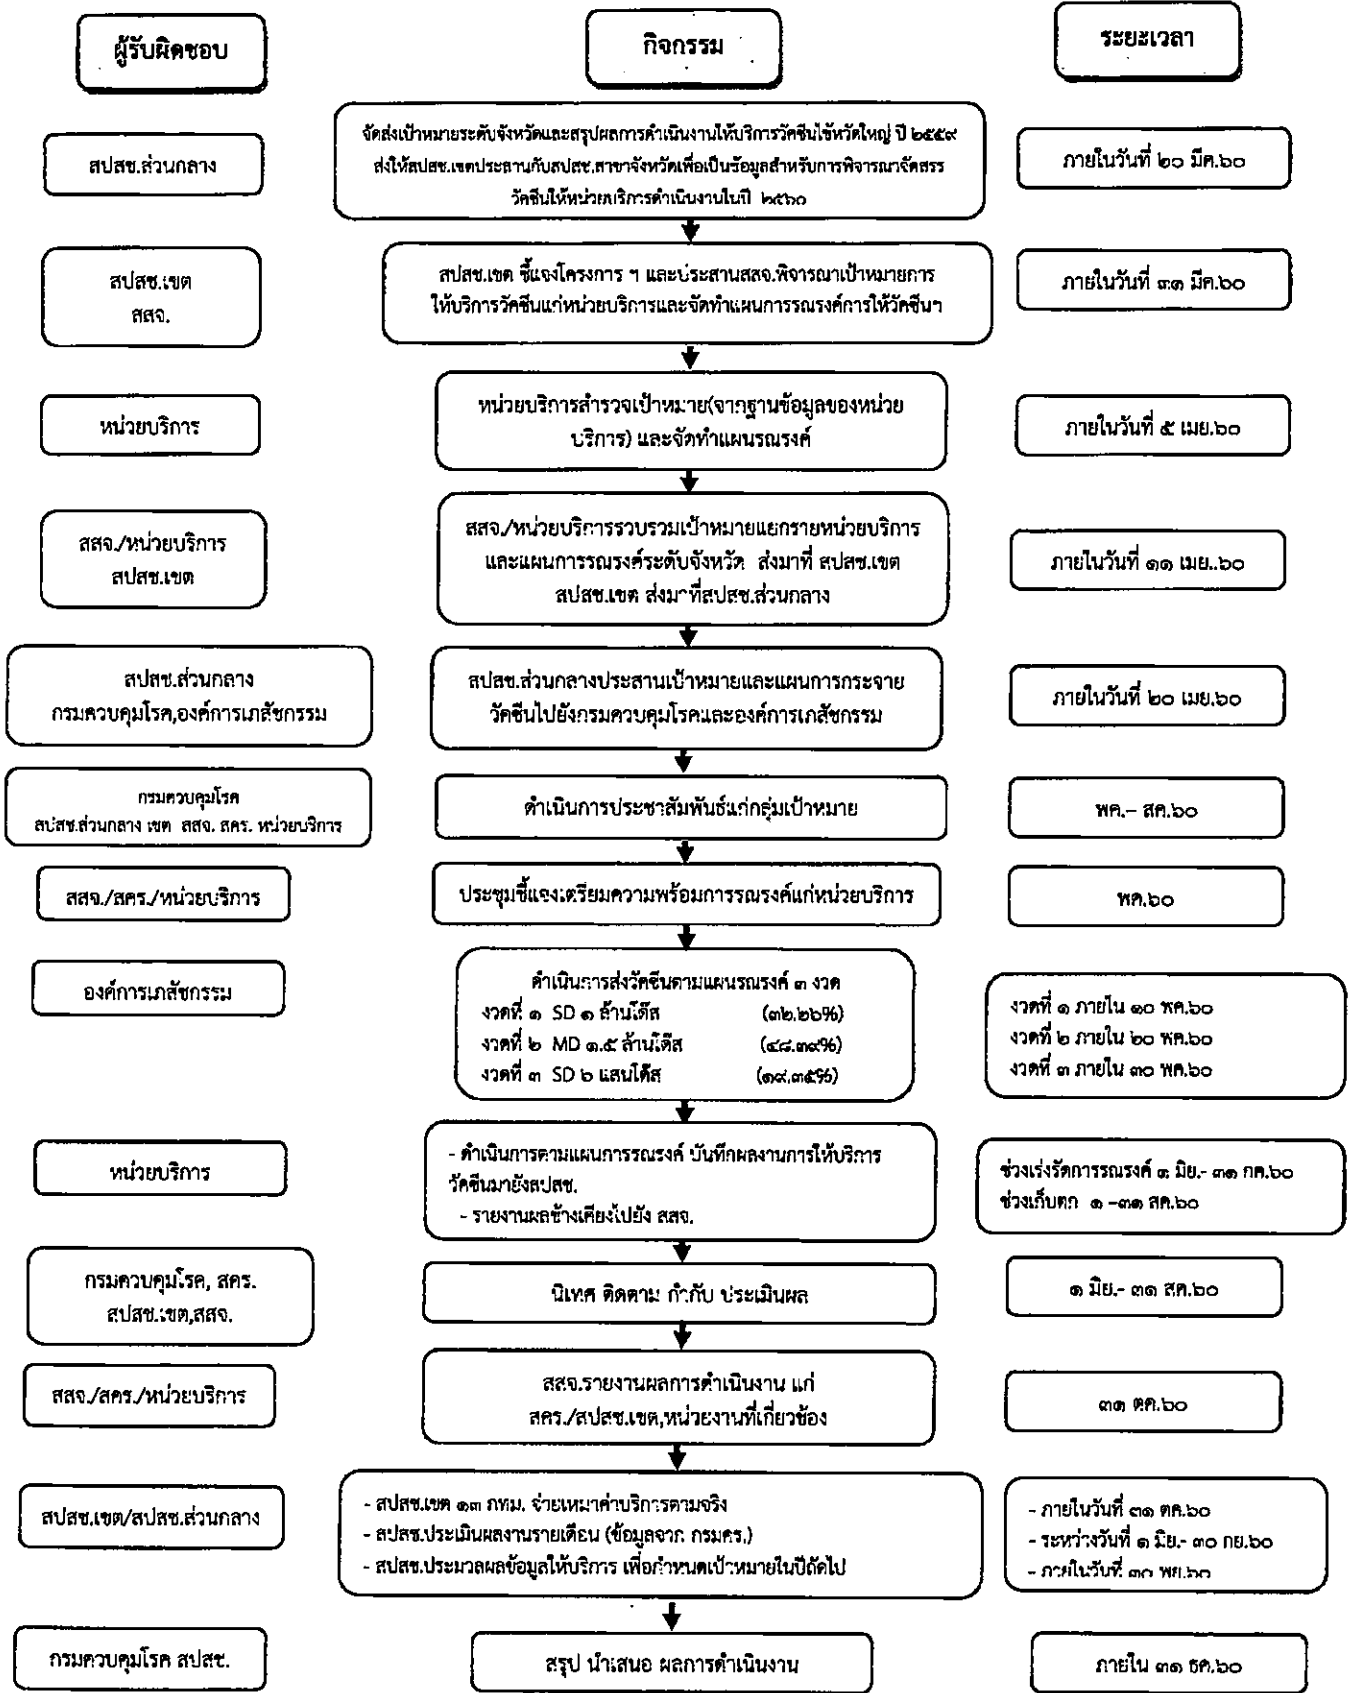 ผู้รับผิดชอบ
กิจกรรม
ระยะเวลา
สปสช.ส่วนกลาง
จัดส่งเป้าหมายระดับจังหวัดและสรุปผลการดำเนินงานให้บริการวัคซีนไข้หวัดใหญ่ ปี ๒๕๕๙
ส่งให้สปสช.เขตประสานกับสปสช.สาขาจังหวัดเพื่อเป็นข้อมูลสำหรับการพิจารณาจัดสรร
วัคซีนให้หน่วยบริการดำเนินงานในปี ๒๕๖๐
ภายในวันที่ ๒๐ มีค.๖๐
สปสช.เขต
สสจ.
สปสช.เขต ชี้แจงโครงการ ฯ และประสานสสจ.พิจารณาเป้าหมายการ
ให้บริการวัคซีนแก่หน่วยบริการและจัดทำแผนการรณรงค์การให้วัคซีนฯ
ภายในวันที่ ๓๑ มีค.๖๐
หน่วยบริการ
หน่วยบริการสำรวจเป้าหมาย(จากฐานข้อมูลของหน่วย
บริการ) และจัดทำแผนรณรงค์
ภายในวันที่ ๕ เมย.๖๐
สสจ./หน่วยบริการ
สปสช.เขต
สสจ./หน่วยบริการรวบรวมเป้าหมายแยกรายหน่วยบริการ
และแผนการรณรงค์ระดับจังหวัด ส่งมาที่ สปสช.เขต
สปสช.เขต ส่งมาที่สปสช.ส่วนกลาง
ภายในวันที่ ๑๑ เมย..๖๐
สปสช.ส่วนกลาง
กรมควบคุมโรค,องค์การเภสัชกรรม
สปสช.ส่วนกลางประสานเป้าหมายและแผนการกระจาย
วัคซีนไปยังกรมควบคุมโรคและองค์การเภสัชกรรม
ภายในวันที่ ๒๐ เมย.๖๐
กรมควบคุมโรค
สปสช.ส่วนกลาง เขต สสจ. สคร. หน่วยบริการ
ดำเนินการประชาสัมพันธ์แก่กลุ่มเป้าหมาย
พค.– สค.๖๐
สสจ./สคร./หน่วยบริการ
ประชุมชี้แจงเตรียมความพร้อมการรณรงค์แก่หน่วยบริการ
พค.๖๐
องค์การเภสัชกรรม
ดำเนินการส่งวัคซีนตามแผนรณรงค์ ๓ งวด
งวดที่ ๑ SD ๑ ล้านโด๊ส (๓๒.๒๖%)
งวดที่ ๒ MD ๑.๕ ล้านโด๊ส (๔๘.๓๙%)
งวดที่ ๓ SD ๖ แสนโด๊ส (๑๙.๓๕%)
งวดที่ ๑ ภายใน ๑๐ พค.๖๐
งวดที่ ๒ ภายใน ๒๐ พค.๖๐
งวดที่ ๓ ภายใน ๓๐ พค.๖๐
หน่วยบริการ
- ดำเนินการตามแผนการรณรงค์ บันทึกผลงานการให้บริการ
วัคซีนมายังสปสช.
- รายงานผลข้างเคียงไปยัง สสจ.
ช่วงเร่งรัดการรณรงค์ ๑ มิย.- ๓๑ กค.๖๐
ช่วงเก็บตก ๑ –๓๑ สค.๖๐
กรมควบคุมโรค, สคร.
สปสช.เขต,สสจ.
นิเทศ ติดตาม กำกับ ประเมินผล
๑ มิย.- ๓๑ สค.๖๐
สสจ./สคร./หน่วยบริการ
สสจ.รายงานผลการดำเนินงาน แก่
สคร./สปสช.เขต,หน่วยงานที่เกี่ยวข้อง
๓๑ ตค.๖๐
สปสช.เขต/สปสช.ส่วนกลาง
- สปสช.เขต ๑๓ กทม. จ่ายเหมาค่าบริการตามจริง
- สปสช.ประเมินผลงานรายเดือน (ข้อมูลจาก กรมคร.)
- สปสช.ประมวลผลข้อมูลให้บริการ เพื่อกำหนดเป้าหมายในปีถัดไป
- ภายในวันที่ ๓๑ ตค.๖๐
- ระหว่างวันที่ ๑ มิย.- ๓๐ กย.๖๐
- ภายในวันที่ ๓๐ พย.๖๐
กรมควบคุมโรค สปสช.
สรุป นำเสนอ ผลการดำเนินงาน
ภายใน ๓๑ ธค.๖๐